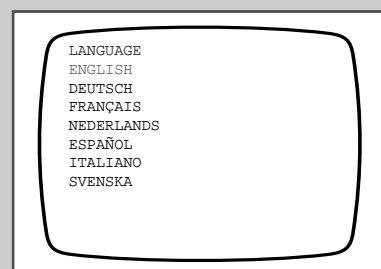 LANGUAGE
ENGLISH
DEUTSCH
FRANÇAIS
NEDERLANDS
ESPAÑOL
ITALIANO
SVENSKA